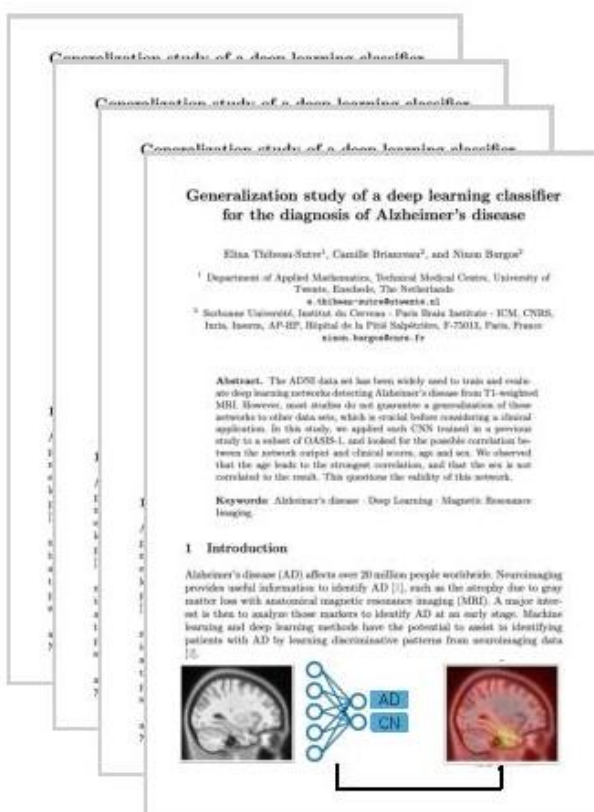 Generalization study of a deep learning classifier
Generalization study of a deep learning classifier
Generalization study of a deep learning classifier
Generalization study of a deep learning classifier
for the diagnosis of Alzheimer's disease
Elina Thibeau-Sutre¹, Camille Brianceau², and Ninon Burgos²
¹ Department of Applied Mathematics, Technical Medical Centre, University of
Twente, Enschede, The Netherlands
e.thibeau-sutre@utwente.nl
² Sorbonne Université, Institut du Cerveau - Paris Brain Institute - ICM, CNRS,
Inria, Inserm, AP-HP, Hôpital de la Pitié Salpêtrière, F-75013, Paris, France
ninon.burgos@cnrs.fr
Abstract. The ADNI data set has been widely used to train and evalu-
ate deep learning networks detecting Alzheimer's disease from T1-weighted
MRI. However, most studies do not guarantee a generalization of these
networks to other data sets, which is crucial before considering a clinical
application. In this study, we applied each CNN trained in a previous
study to a subset of OASIS-1, and looked for the possible correlation be-
tween the network output and clinical scores, age and sex. We observed
that the age leads to the strongest correlation, and that the sex is not
correlated to the result. This questions the validity of this network.
Keywords: Alzheimer's disease · Deep Learning · Magnetic Resonance
Imaging.
1 Introduction
Alzheimer's disease (AD) affects over 20 million people worldwide. Neuroimaging
provides useful information to identify AD [1], such as the atrophy due to gray
matter loss with anatomical magnetic resonance imaging (MRI). A major inter-
est is then to analyze those markers to identify AD at an early stage. Machine
learning and deep learning methods have the potential to assist in identifying
patients with AD by learning discriminative patterns from neuroimaging data
AD
CN